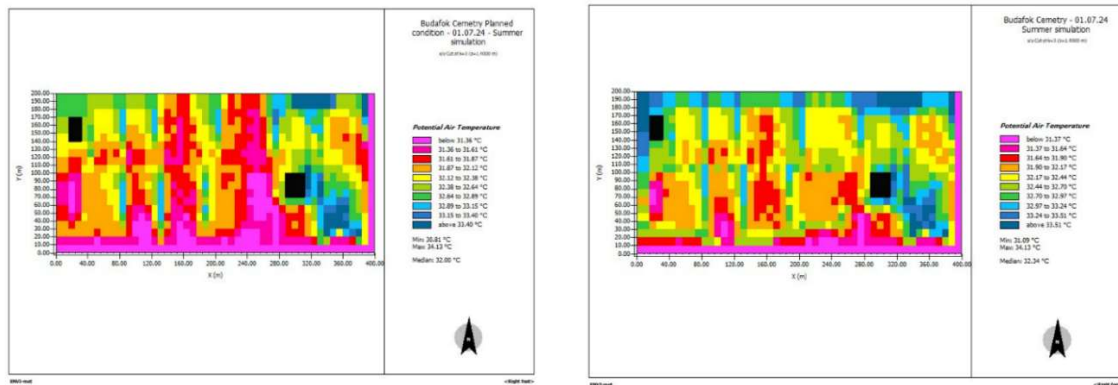 Budafok Cemetry Planned
condition - 01.07.24 - Summer
simulation
200.00
190.00
180.00
170.00
160.00
150.00
140.00
130.00
120.00
110.00
100.00
90.00
80.00
70.00
60.00
50.00
40.00
30.00
20.00
10.00
0.00
Y (m)
0.00 40.00 80.00 120.00 160.00 200.00 240.00 280.00 320.00 360.00 400.00
X (m)
Potential Air Temperature
below 31.36 °C
31.36 to 31.61 °C
31.61 to 31.87 °C
31.87 to 32.12 °C
32.12 to 32.38 °C
32.38 to 32.64 °C
32.64 to 32.89 °C
32.89 to 33.15 °C
33.15 to 33.40 °C
above 33.40 °C
Max: 34.13 °C
Median: 32.00 °C
N
<Right foot>
Budafok Cemetry - 01.07.24
Summer simulation
200.00
190.00
180.00
170.00
160.00
150.00
140.00
130.00
120.00
110.00
100.00
90.00
80.00
70.00
60.00
50.00
40.00
30.00
20.00
10.00
0.00
Y (m)
0.00 40.00 80.00 120.00 160.00 200.00 240.00 280.00 320.00 360.00 400.00
X (m)
Potential Air Temperature
below 31.37 °C
31.37 to 31.64 °C
31.64 to 31.90 °C
31.90 to 32.17 °C
32.17 to 32.44 °C
32.44 to 32.70 °C
32.70 to 32.97 °C
32.97 to 33.24 °C
33.24 to 33.51 °C
above 33.51 °C
Min: 31.09 °C
Max: 34.13 °C
Median: 32.34 °C
N